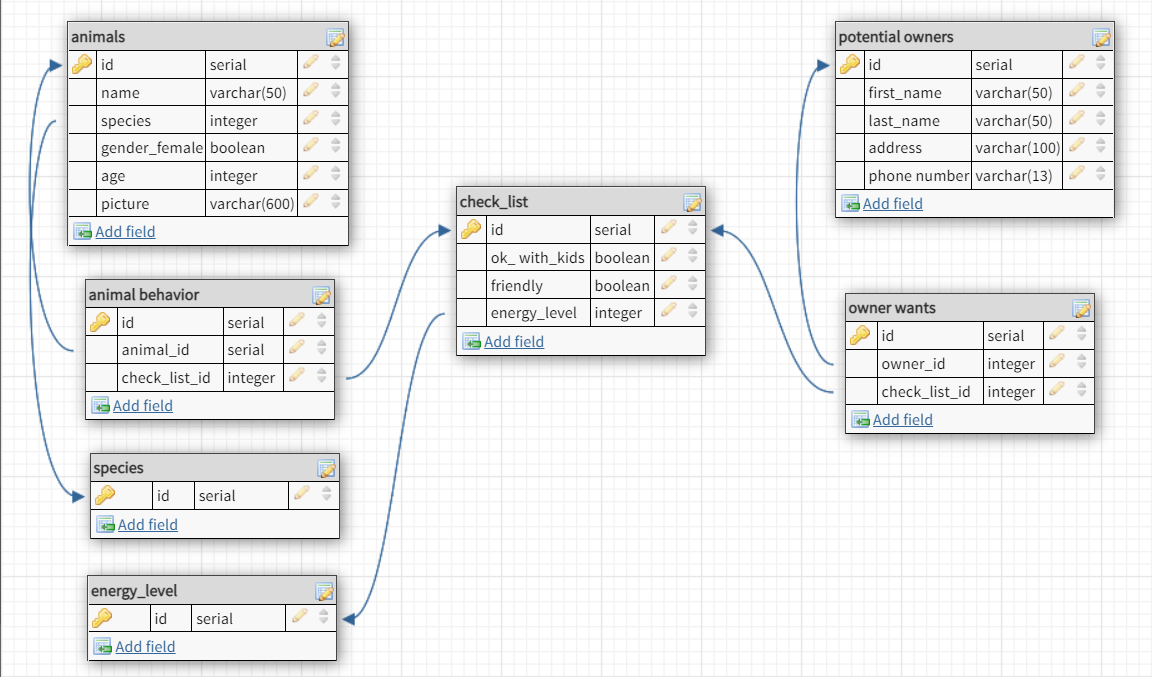 animals
id serial
name varchar(50)
species integer
gender_female boolean
age integer
picture varchar(600)
Add field
animal behavior
id serial
animal_id serial
check_list_id integer
Add field
species
id serial
Add field
energy_level
id serial
Add field
check_list
id serial
ok_ with_kids boolean
friendly boolean
energy_level integer
Add field
potential owners
id serial
first_name varchar(50)
last_name varchar(50)
address varchar(100)
phone number varchar(13)
Add field
owner wants
id serial
owner_id integer
check_list_id integer
Add field